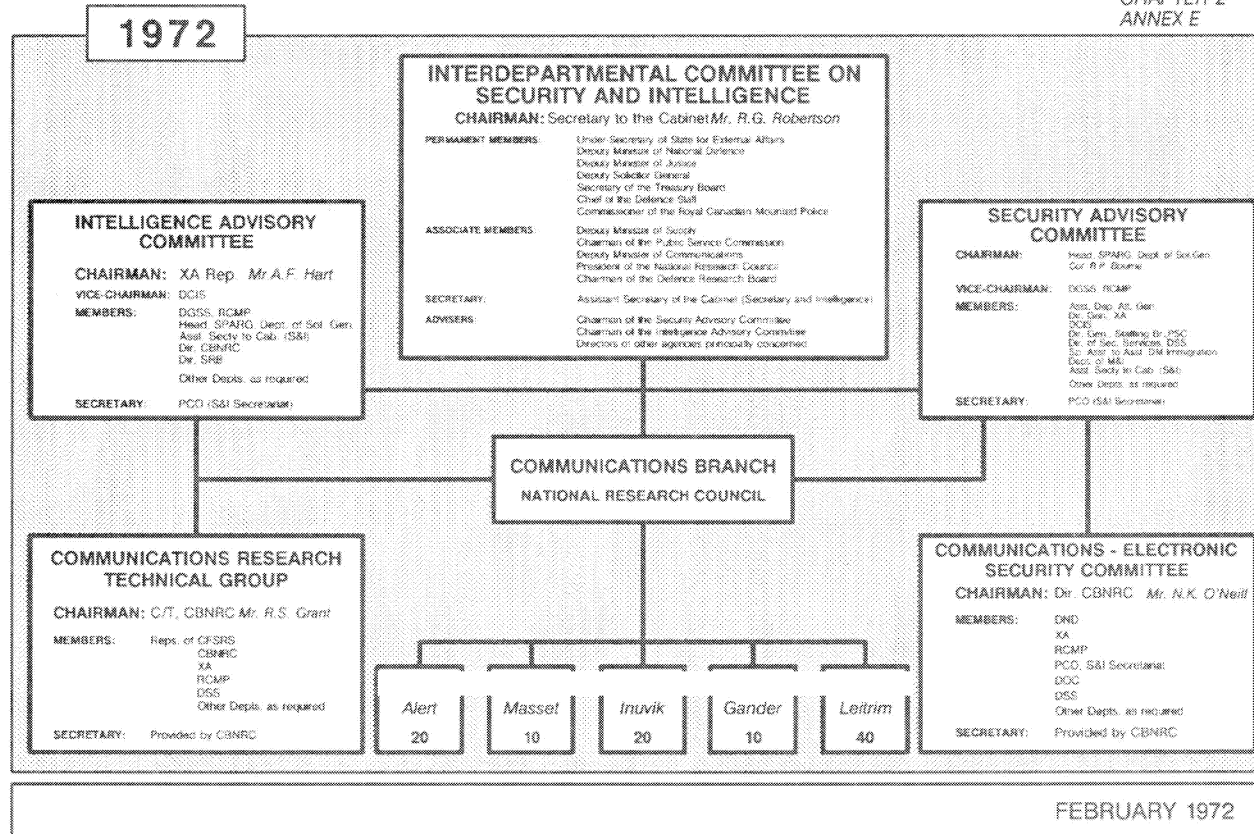 CHAPTER 2
ANNEX E
1972
INTERDEPARTMENTAL COMMITTEE ON
SECURITY AND INTELLIGENCE
CHAIRMAN: Secretary to the Cabinet Mr. R.G. Robertson
PERMANENT MEMBERS: Under Secretary of State for External Affairs
Deputy Minister of National Defence
Deputy Minister of Justice
Deputy Solicitor General
Secretary of the Treasury Board
Chief of the Defence Staff
Commissioner of the Royal Canadian Mounted Police
ASSOCIATE MEMBERS: Deputy Minister of Supply
Chairman of the Public Service Commission
Deputy Minister of Communications
President of the National Research Council
Chairman of the Defence Research Board
SECRETARY: Assistant Secretary of the Cabinet (Secretary and Intelligence)
ADVISERS: Chairman of the Security Advisory Committee
Chairman of the Intelligence Advisory Committee
Directors of other agencies principally concerned
INTELLIGENCE ADVISORY
COMMITTEE
CHAIRMAN: XA Rep. Mr A.F. Hart
VICE-CHAIRMAN: DCIS
MEMBERS: DGSS, RCMP
Head, SPARG, Dept. of Sol. Gen.
Asst. Secty to Cab. (S&I)
Dir. CBNRC
Dir. SRB
Other Depts. as required
SECRETARY: PCO (S&I Secretariat)
SECURITY ADVISORY
COMMITTEE
CHAIRMAN: Head, SPARG, Dept. of Sol.Gen.
Col. R.P. Bourne
VICE-CHAIRMAN: DGSS, RCMP
MEMBERS: Asst. Dep. Att. Gen.
Dir. Gen. XA
DCIS
Dir. Gen., Staffing Br. PSC
Dir. of Sec. Services, DSS
Sp. Asst. to Asst. DM Immigration
Dept. of M&I
Asst. Secty to Cab. (S&I)
Other Depts. as required
SECRETARY: PCO (S&I Secretariat)
COMMUNICATIONS BRANCH
NATIONAL RESEARCH COUNCIL
COMMUNICATIONS RESEARCH
TECHNICAL GROUP
CHAIRMAN: C/T, CBNRC Mr. R.S. Grant
MEMBERS: Reps. of CFSRS
CBNRC
XA
RCMP
DSS
Other Depts. as required
SECRETARY: Provided by CBNRC
Alert
20
Masset
10
Inuvik
20
Gander
10
Leitrim
40
COMMUNICATIONS - ELECTRONIC
SECURITY COMMITTEE
CHAIRMAN: Dir. CBNRC Mr. N.K. O'Neill
MEMBERS: DND
XA
RCMP
PCO, S&I Secretariat
DOC
DSS
Other Depts. as required
SECRETARY: Provided by CBNRC
FEBRUARY 1972